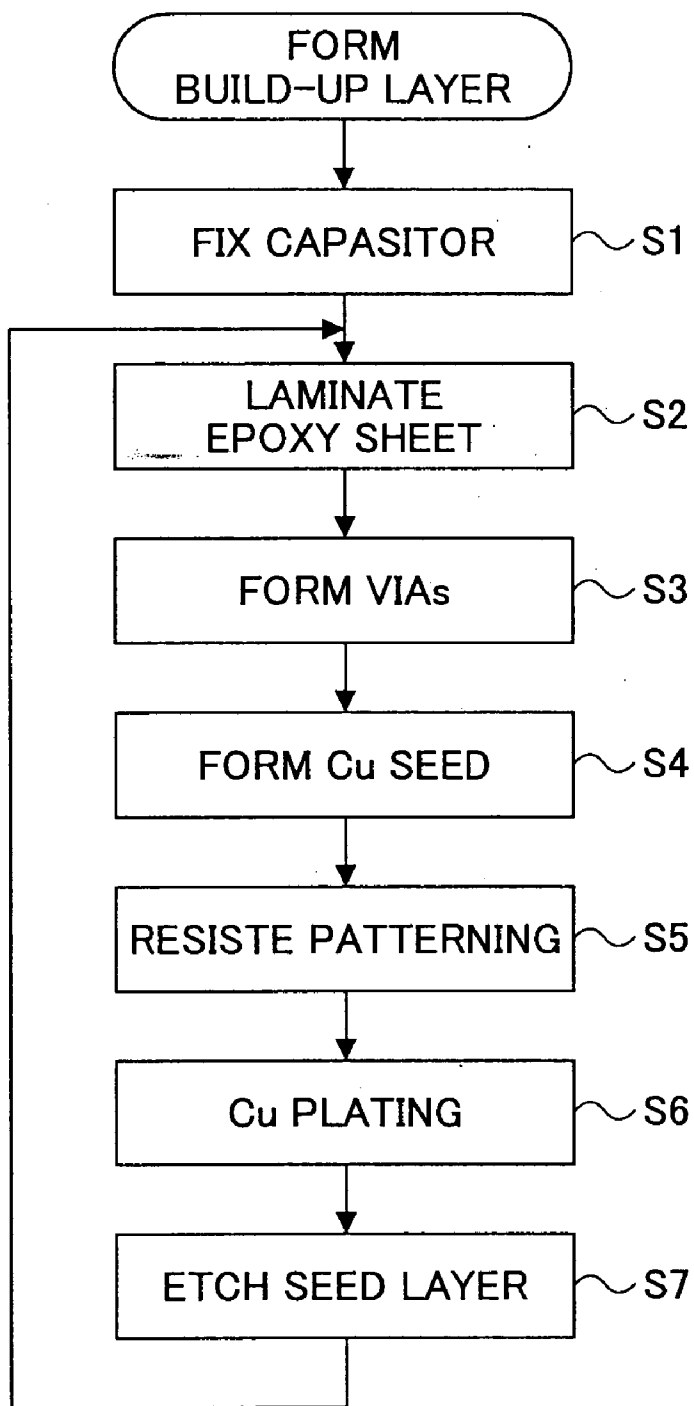 FORM
BUILD-UP LAYER
FIX CAPASITOR
S1
LAMINATE
EPOXY SHEET
S2
FORM VIAs
S3
FORM Cu SEED
S4
RESISTE PATTERNING
S5
Cu PLATING
S6
ETCH SEED LAYER
S7